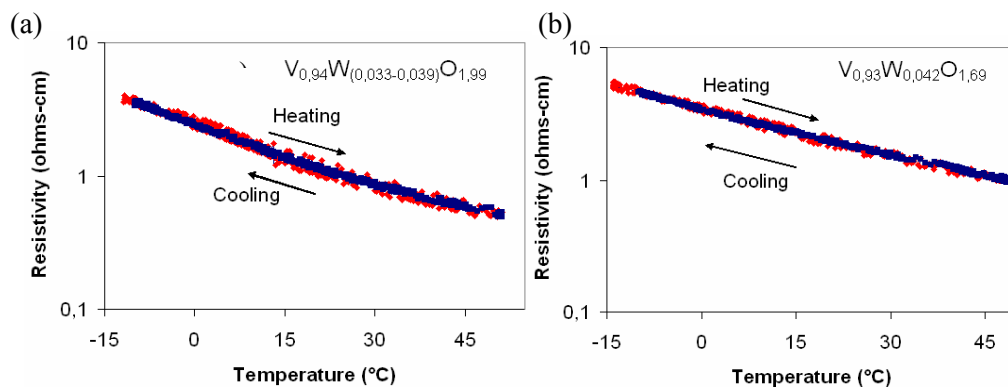 (a)
10
V0,94W(0,033-0,039)O1,99
Heating
1
Cooling
Resistivity (ohms-cm)
0,1
-15 0 15 30 45
Temperature (°C)
(b)
10
V0,93W0,042O1,69
Heating
1
Cooling
Resistivity (ohms-cm)
0,1
-15 0 15 30 45
Temperature (°C)